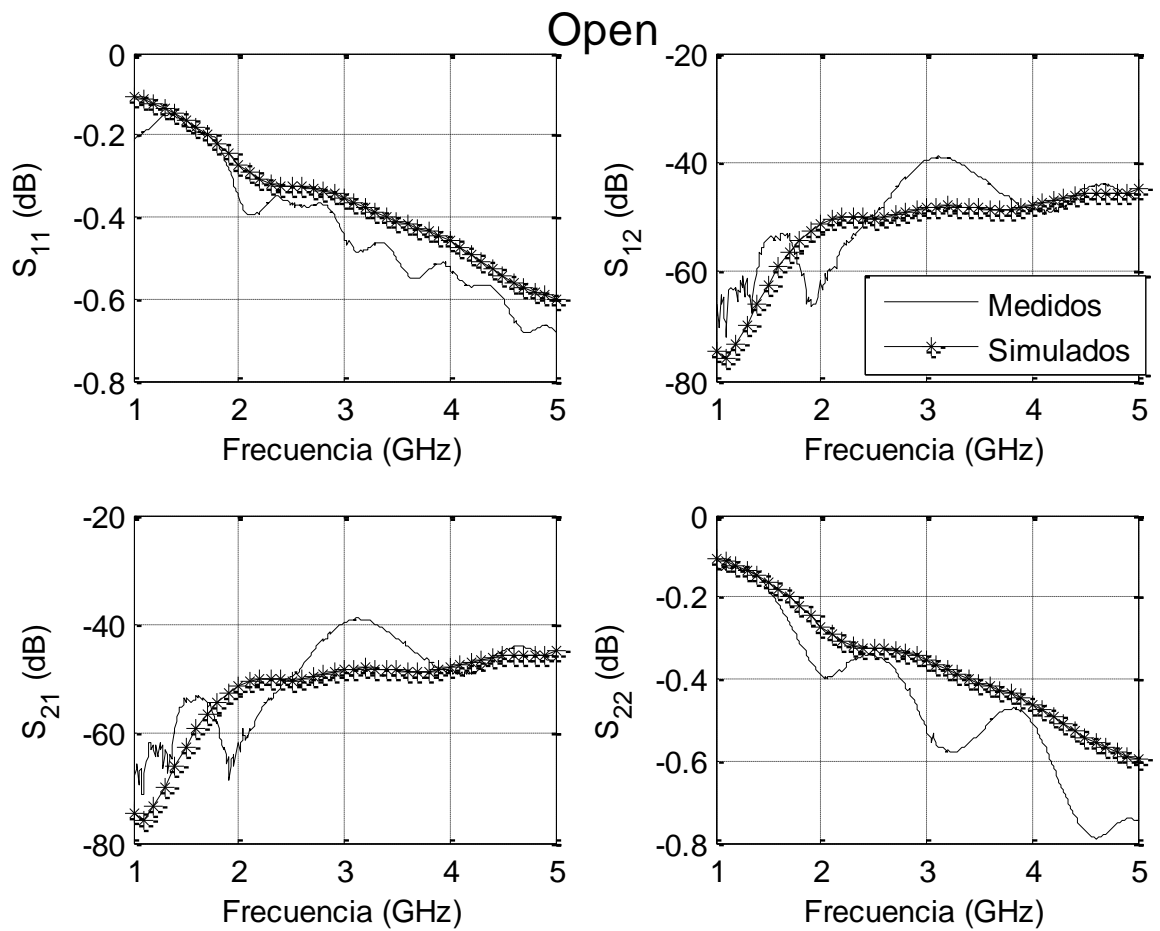 Open
0
-0.2
-0.4
-0.6
-0.8
S11 (dB)
1 2 3 4 5
Frecuencia (GHz)
-20
-40
-60
-80
S12 (dB)
Medidos
Simulados
1 2 3 4 5
Frecuencia (GHz)
-20
-40
-60
-80
S21 (dB)
1 2 3 4 5
Frecuencia (GHz)
0
-0.2
-0.4
-0.6
-0.8
S22 (dB)
1 2 3 4 5
Frecuencia (GHz)